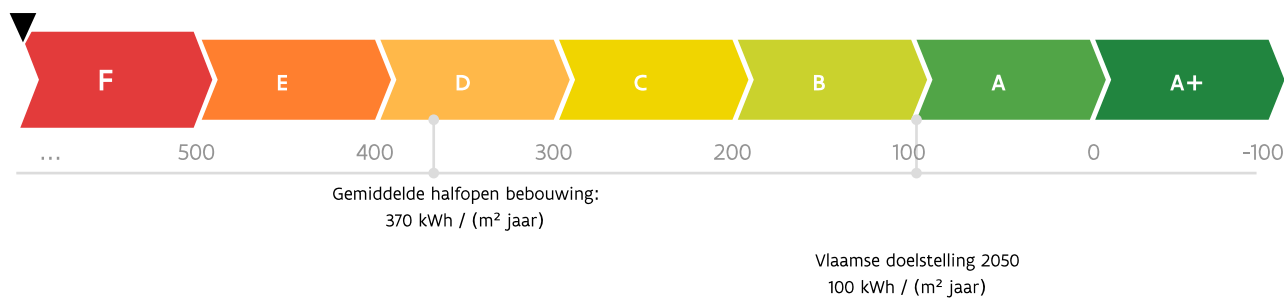 F E D C B A A+
... 500 400 300 200 100 0 -100
Gemiddelde halfopen bebouwing:
370 kWh / (m² jaar)
Vlaamse doelstelling 2050
100 kWh / (m² jaar)